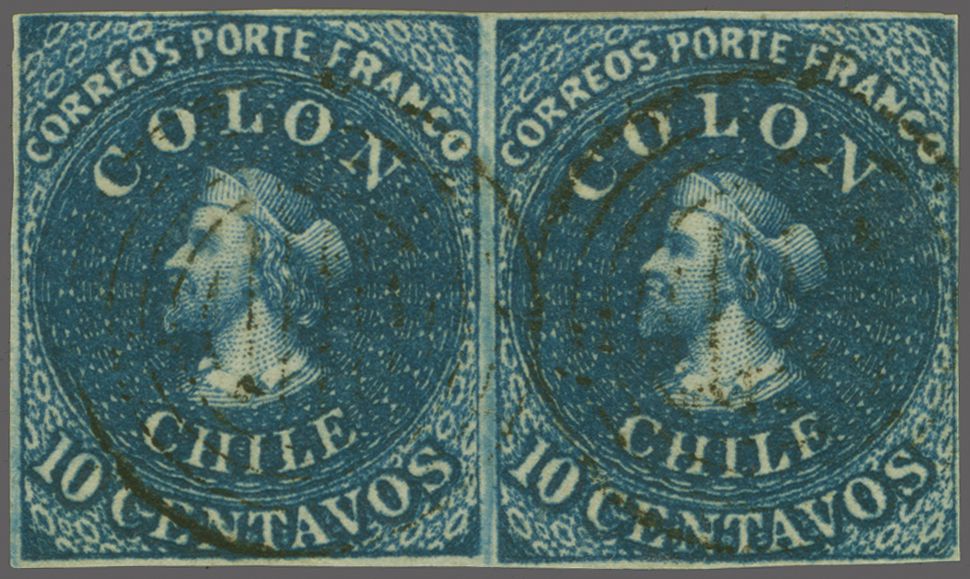 CORREOS PORTE FRANCO
COLON
CHILE
10 CENTAVOS
CORREOS PORTE FRANCO
COLON
CHILE
10 CENTAVOS